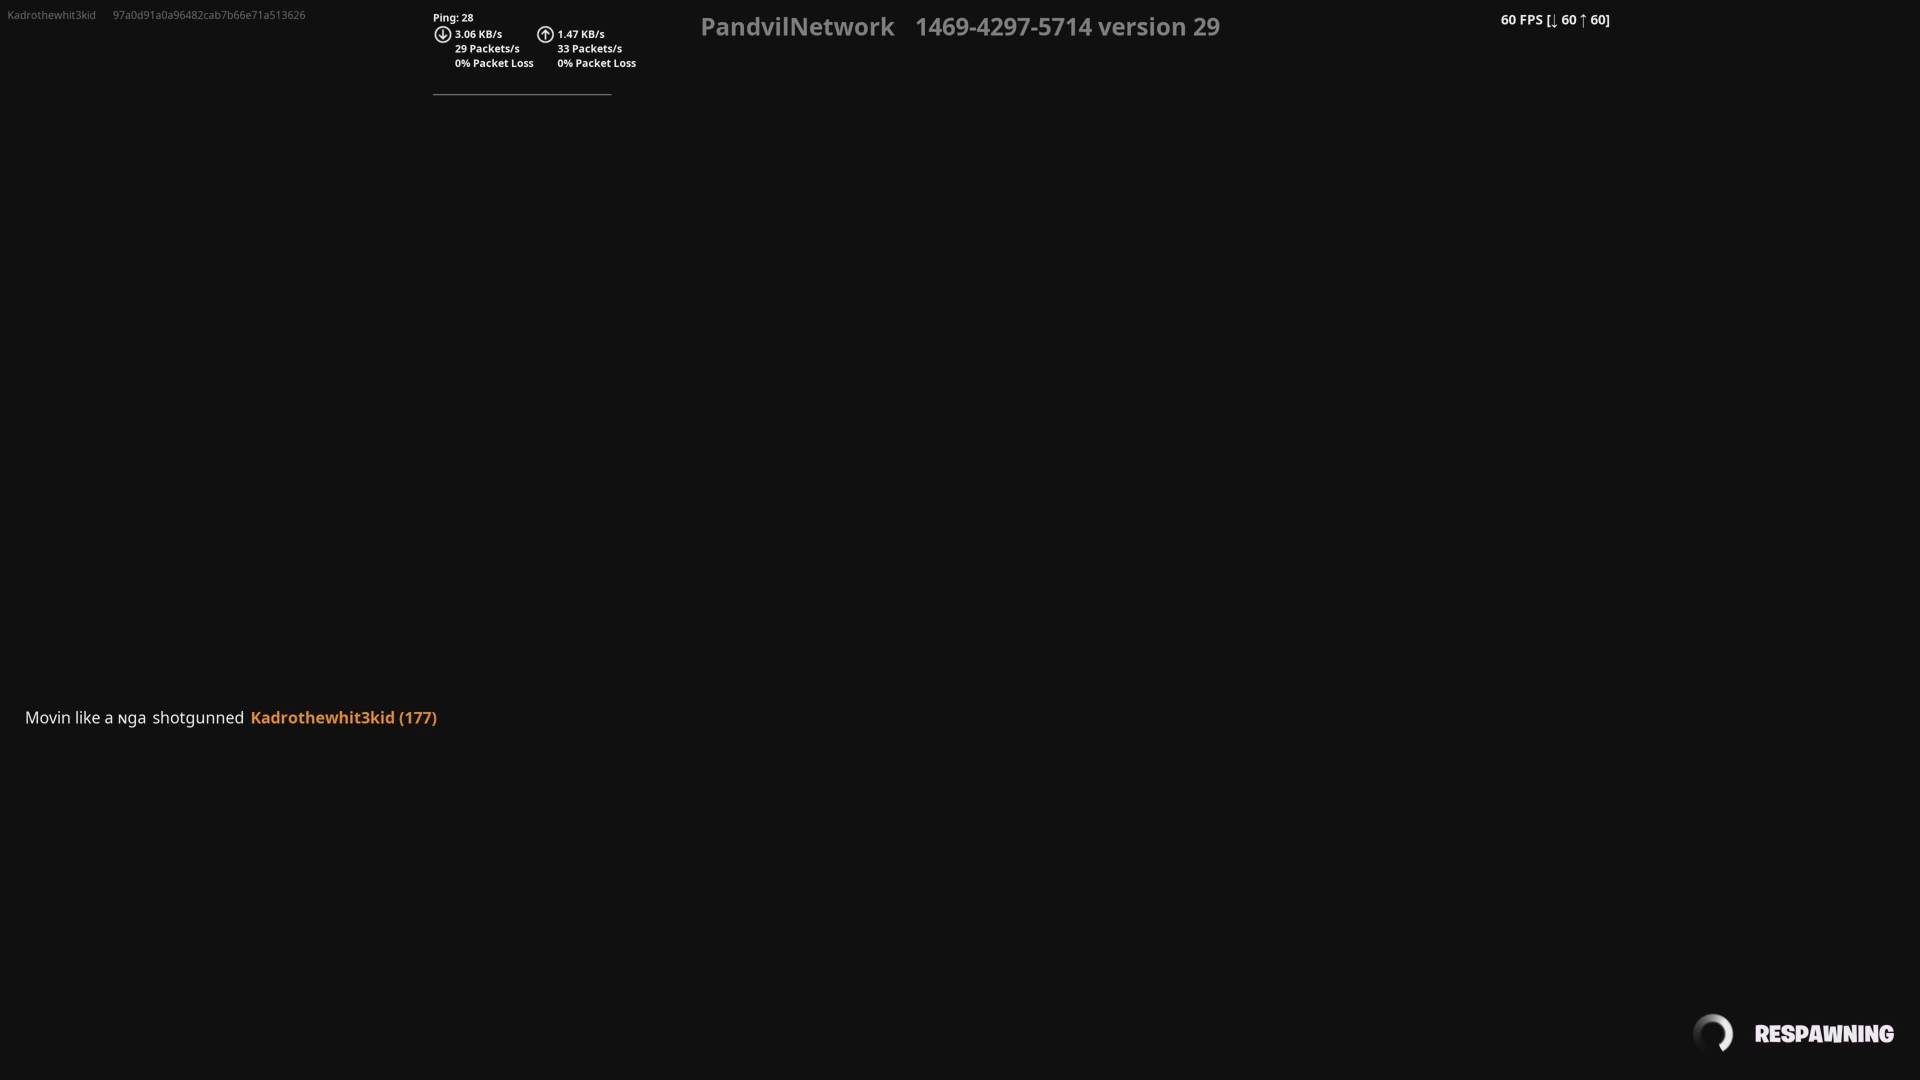 Kadrothewhit3kid 97a0d91a0a96482cab7b66e71a513626
Ping: 28
3.06 KB/s 1.47 KB/s
29 Packets/s 33 Packets/s
0% Packet Loss 0% Packet Loss
PandvilNetwork 1469-4297-5714 version 29
60 FPS [↓ 60 ↑ 60]
Movin like a ɴga shotgunned Kadrothewhit3kid (177)
RESPAWNING